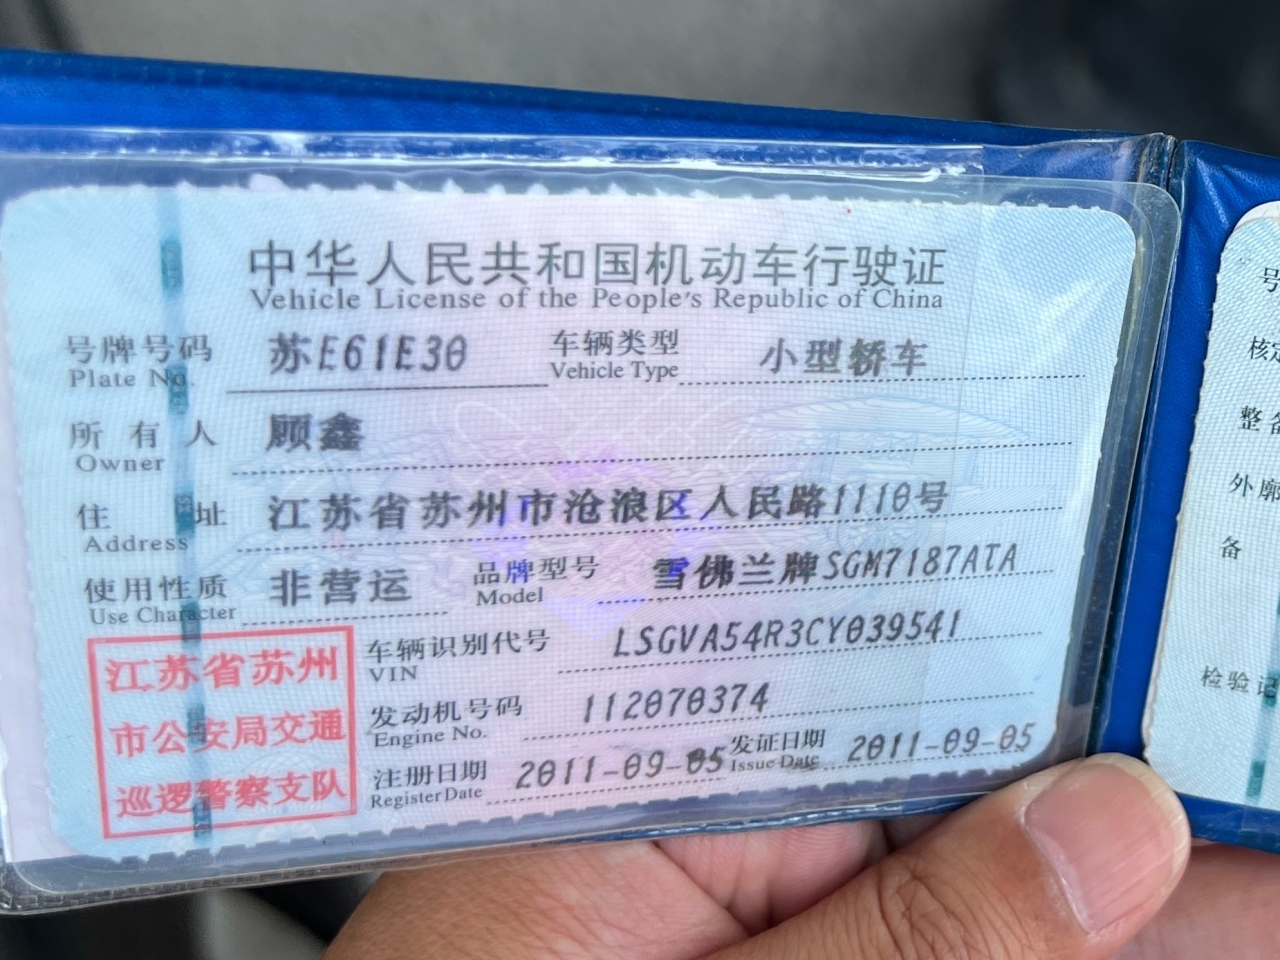 中华人民共和国机动车行驶证
Vehicle License of the People's Republic of China
号牌号码 苏E61E30 车辆类型 小型轿车
Plate No. Vehicle Type
所有人 顾鑫
Owner
住址 江苏省苏州市沧浪区人民路1110号
Address
使用性质 非营运 品牌型号 雪佛兰牌SGM7187ATA
Use Character Model
车辆识别代号 LSGVA54R3CY039541
VIN
发动机号码 112070374
Engine No.
注册日期 2011-09-05 发证日期 2011-09-05
Register Date Issue Date
江苏省苏州
市公安局交通
巡逻警察支队
号
核定
整备
外廓
备
检验记